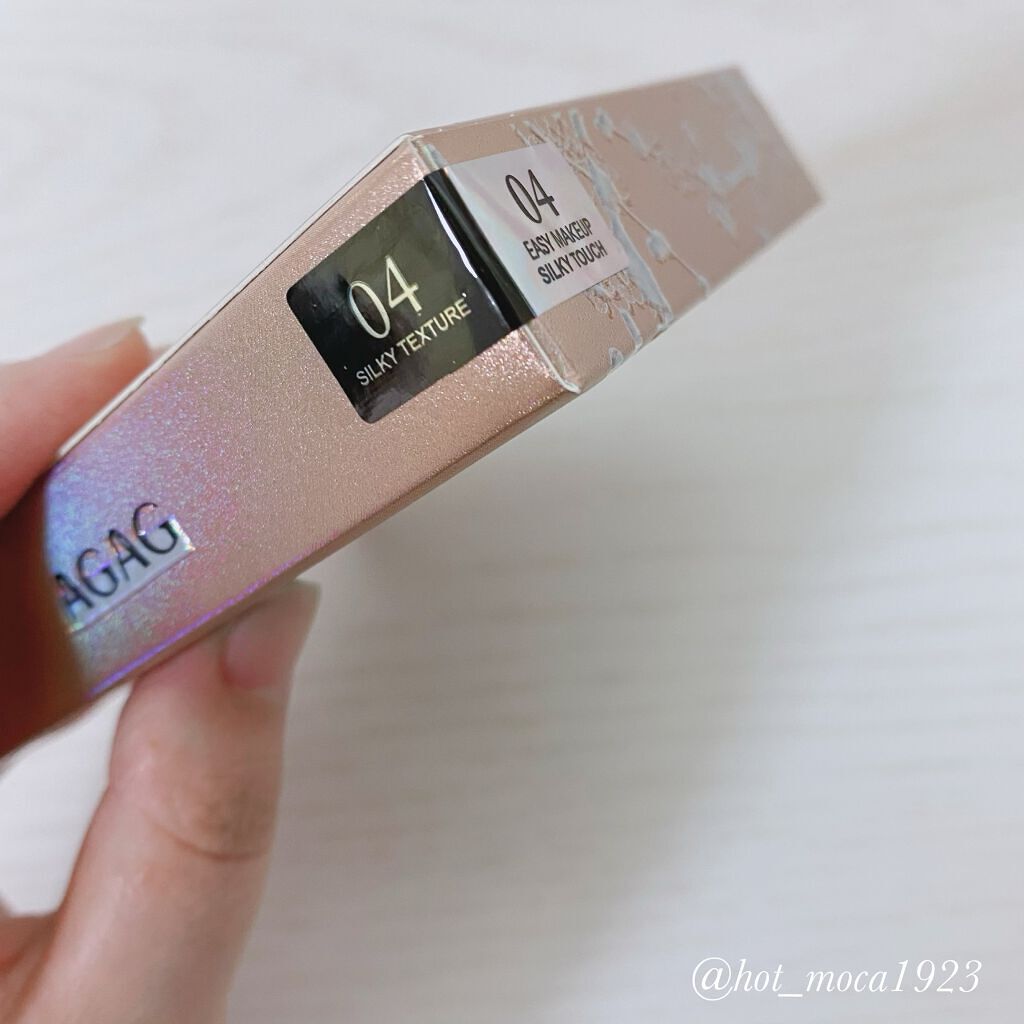 04
EASY MAKEUP
SILKY TOUCH
04
SILKY TEXTURE
AGAG
@hot_moca1923